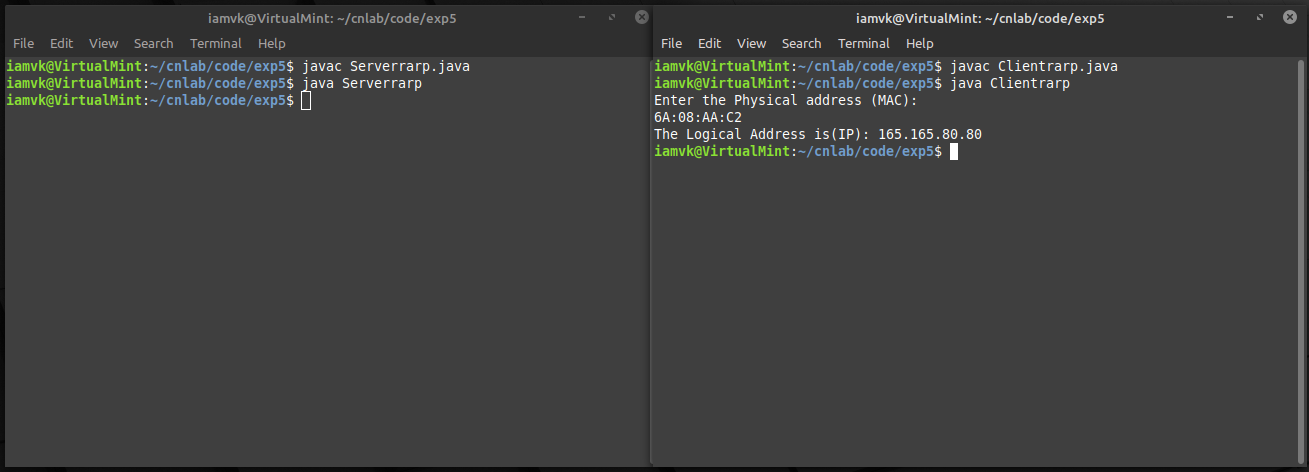 iamvk@VirtualMint: ~/cnlab/code/exp5
File Edit View Search Terminal Help
iamvk@VirtualMint:~/cnlab/code/exp5$ javac Serverrarp.java
iamvk@VirtualMint:~/cnlab/code/exp5$ java Serverrarp
iamvk@VirtualMint:~/cnlab/code/exp5$
iamvk@VirtualMint: ~/cnlab/code/exp5
File Edit View Search Terminal Help
iamvk@VirtualMint:~/cnlab/code/exp5$ javac Clientrarp.java
iamvk@VirtualMint:~/cnlab/code/exp5$ java Clientrarp
Enter the Physical address (MAC):
6A:08:AA:C2
The Logical Address is(IP): 165.165.80.80
iamvk@VirtualMint:~/cnlab/code/exp5$